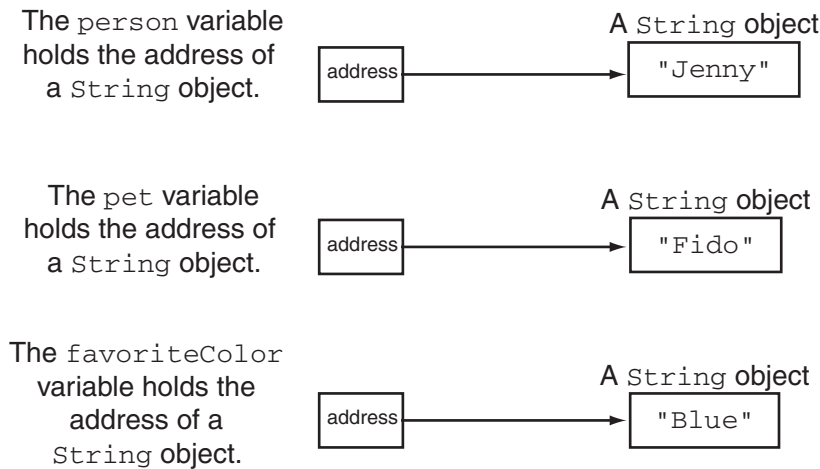 The person variable
holds the address of
a String object.
address
A String object
"Jenny"
The pet variable
holds the address of
a String object.
address
A String object
"Fido"
The favoriteColor
variable holds the
address of a
String object.
address
A String object
"Blue"